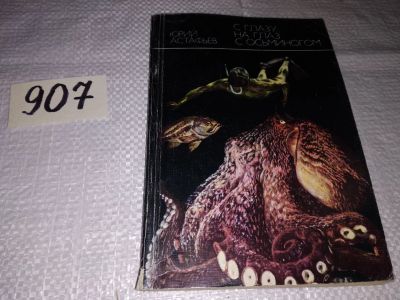 907
ЮРИЙ
АСТАФЬЕВ
С ГЛАЗУ
НА ГЛАЗ
С ОСЬМИНОГОМ